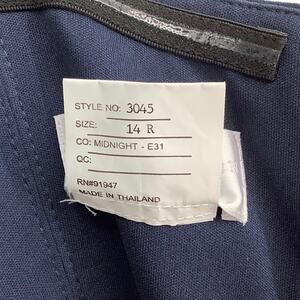 STYLE NO: 3045
SIZE: 14 R
CO: MIDNIGHT - E31
QC:
RN#91947
MADE IN THAILAND